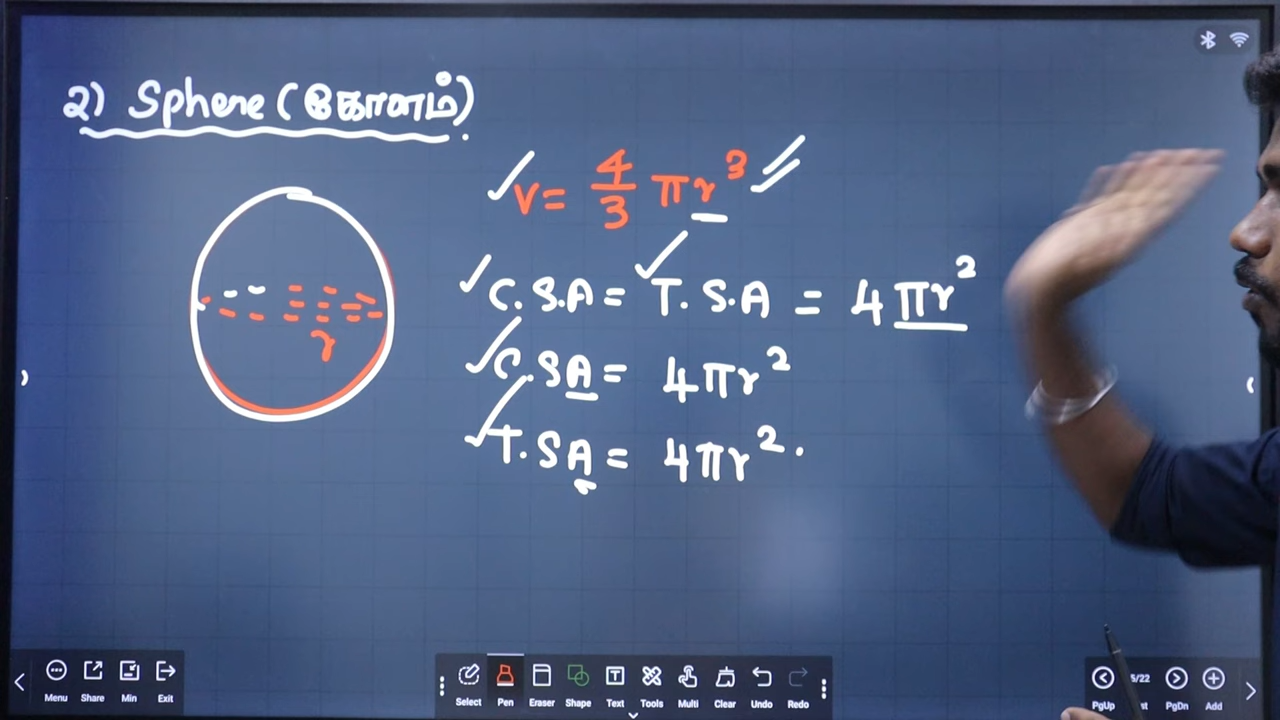 2) Sphere (கோளம்).
V = 4/3 πr³
C.S.A = T.S.A = 4πr²
r
C.SA = 4πr²
T.SA = 4πr².
Menu Share Min Exit
Select Pen Eraser Shape Text Tools Multi Clear Undo Redo
/22
PgUp PgDn Add